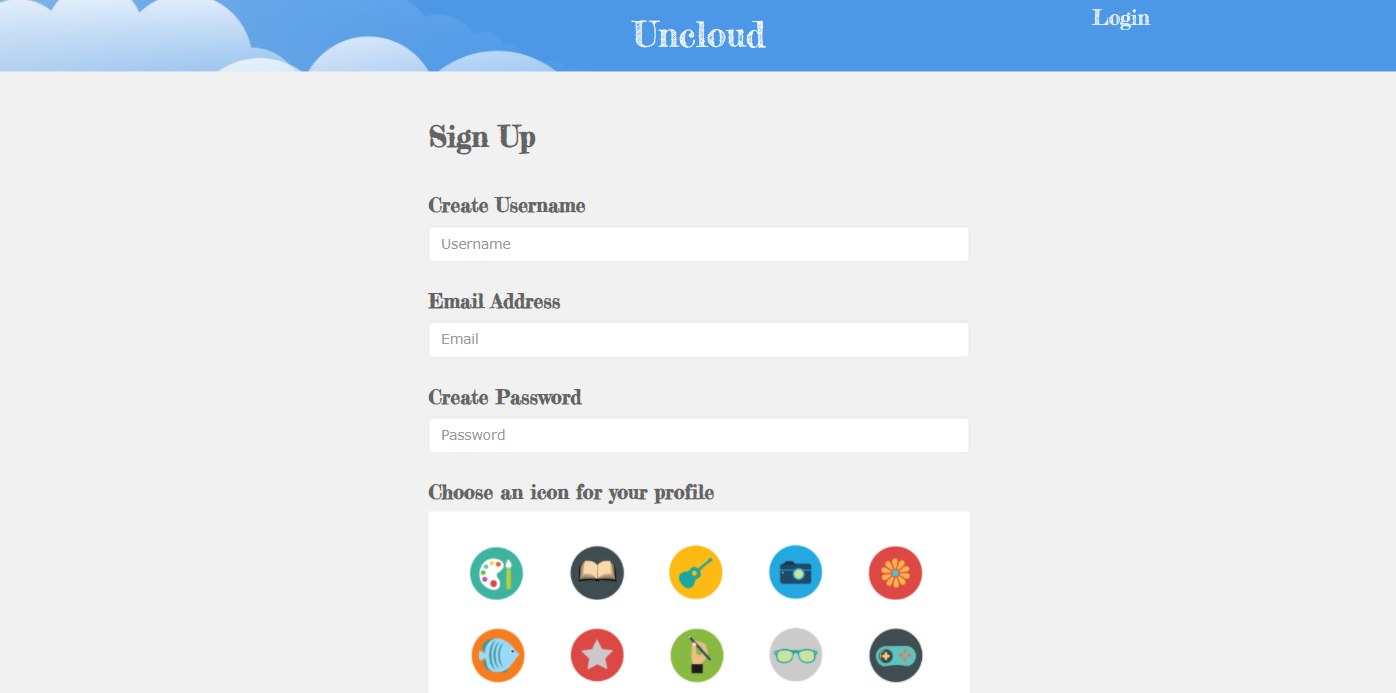 Uncloud
Login
Sign Up
Create Username
Username
Email Address
Email
Create Password
Password
Choose an icon for your profile